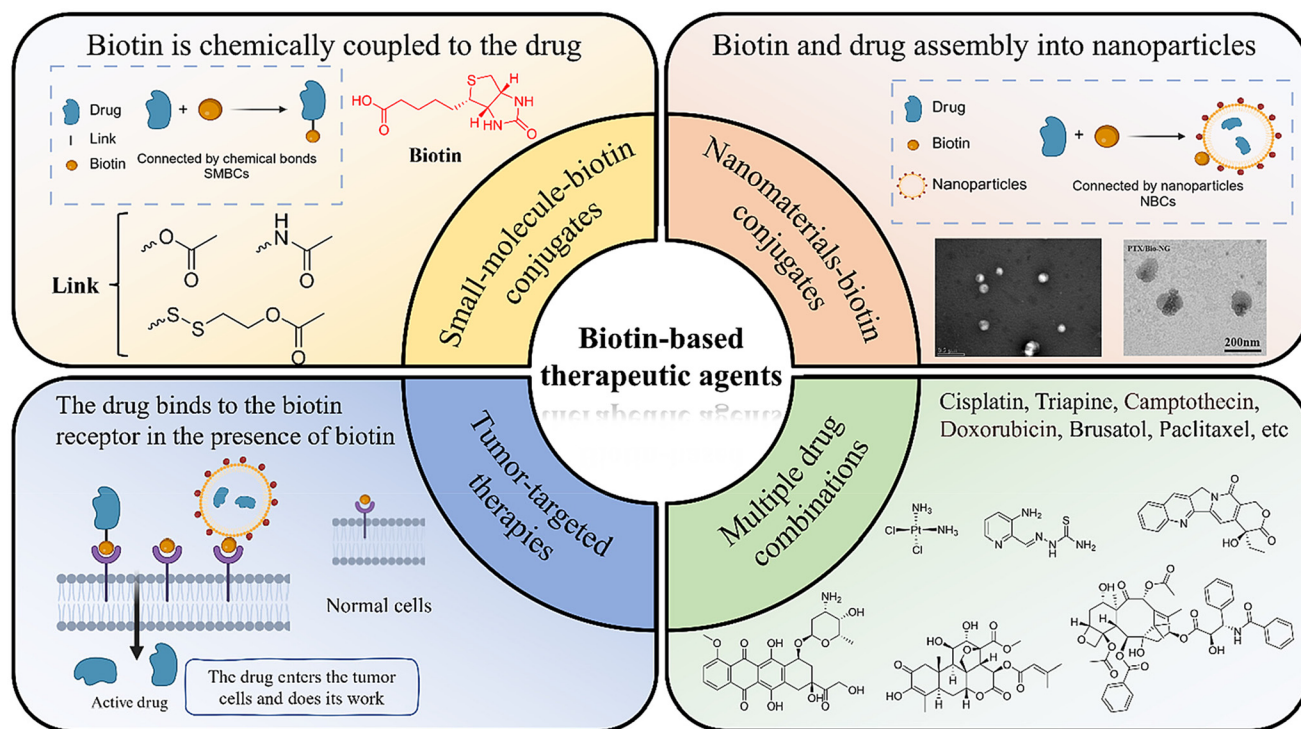 Biotin is chemically coupled to the drug
Drug
Link
Biotin
+
Connected by chemical bonds
SMBCs
HO
O
S
H
H
NH
HN
O
Biotin
Link
O
O
H
N
O
S
S
O
O
Biotin and drug assembly into nanoparticles
Drug
Biotin
Nanoparticles
+
Connected by nanoparticles
NBCs
PTX/Bio-NG
200nm
Small-molecule-biotin
conjugates
Nanomaterials-biotin
conjugates
Biotin-based
therapeutic agents
Tumor-targeted
therapies
Multiple drug
combinations
The drug binds to the biotin
receptor in the presence of biotin
Normal cells
Active drug
The drug enters the tumor
cells and does its work
Cisplatin, Triapine, Camptothecin,
Doxorubicin, Brusatol, Paclitaxel, etc
NH3
Cl Pt NH3
Cl
NH2
N
N
NH
S
NH2
O
N
N
O
HO
O
NH2
OH
O
O
O
O
OH
OH
O
OH
O
OH
OH
HO
OH
O
O
O
HO
O
O
O
O
OH
O
O
O
O
O
OH
N
H
O
HO
O
O
O
O